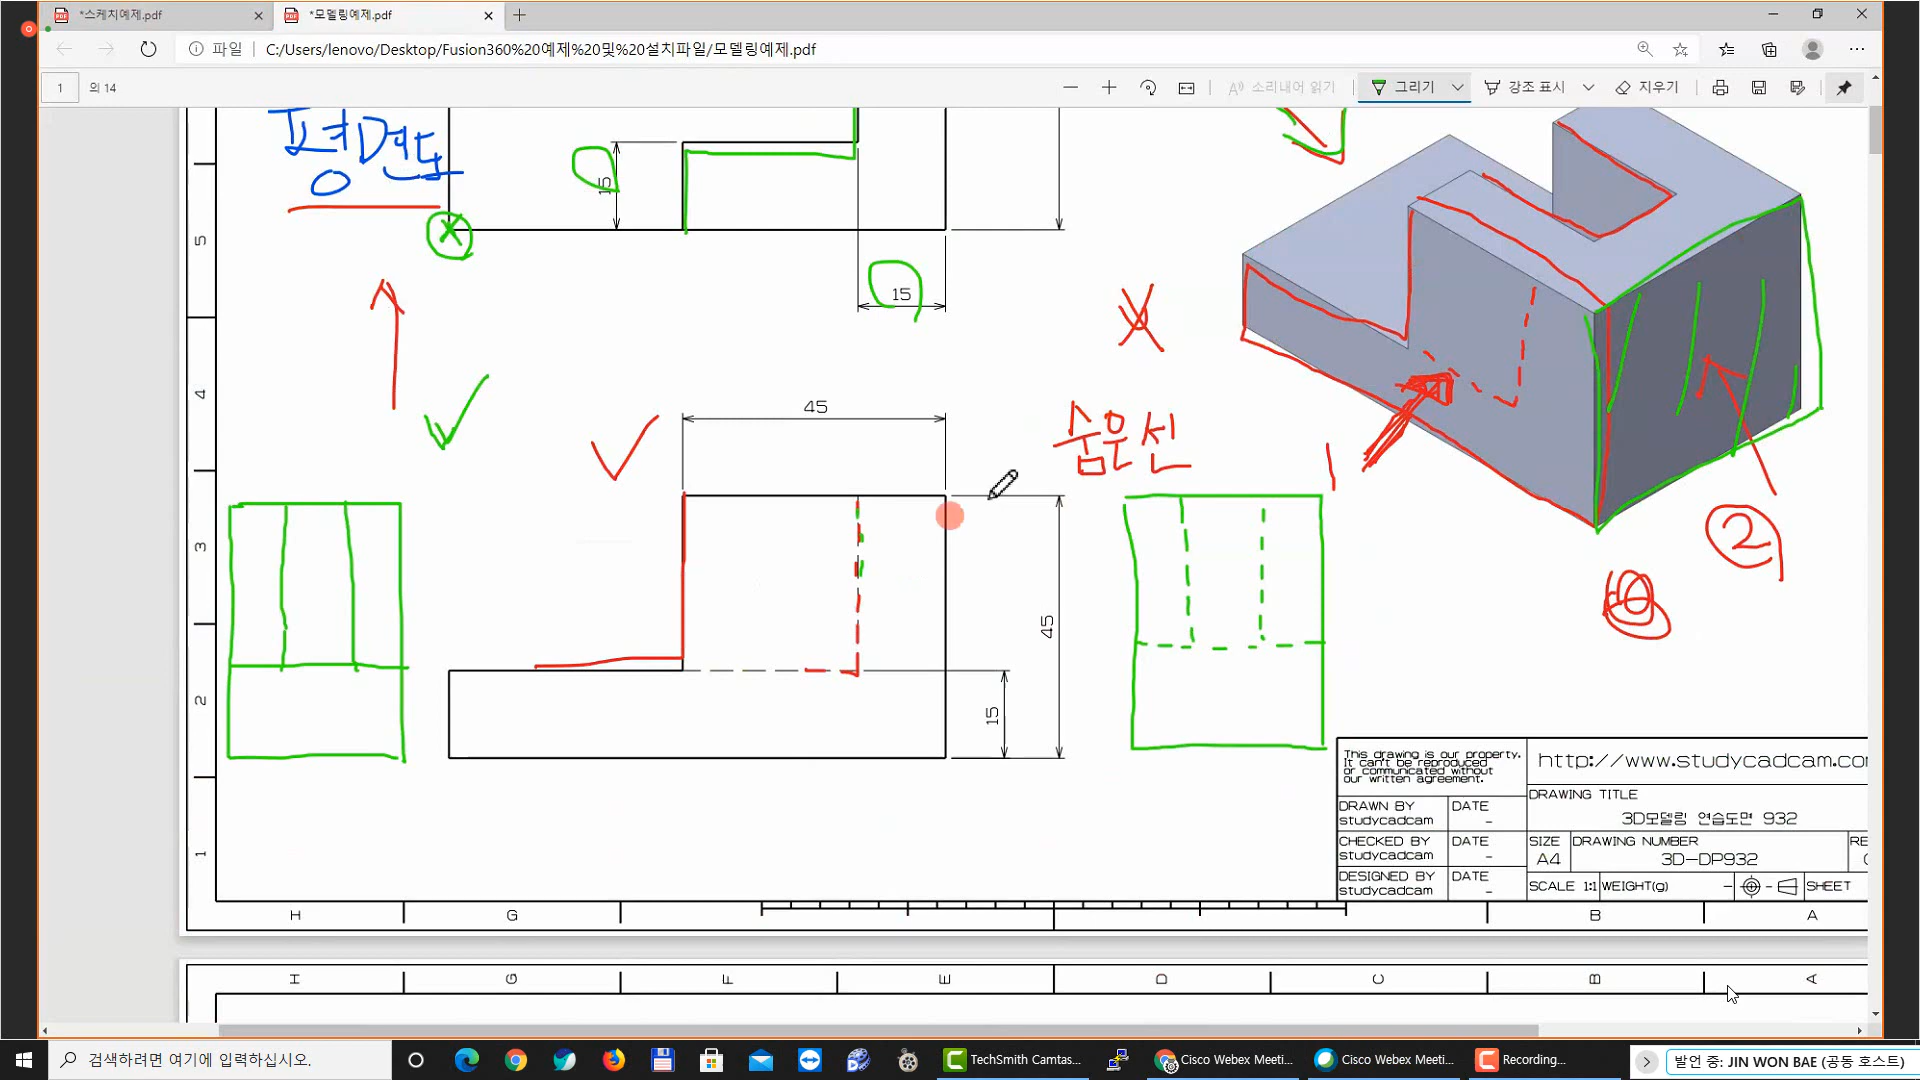 *스케치예제.pdf
*모델링예제.pdf
파일
C:/Users/lenovo/Desktop/Fusion360%20예제%20및%20설치파일/모델링예제.pdf
1
의 14
소리내어 읽기
그리기
강조 표시
지우기
평면도
15
15
5
4
3
2
1
45
숨은선
1
2
45
15
This drawing is our property.
It can't be reproduced
or communicated without
our written agreement.
http://www.studycadcam.co
DRAWING TITLE
3D모델링 연습도면 932
DRAWN BY
studycadcam
DATE
-
CHECKED BY
studycadcam
DATE
-
DESIGNED BY
studycadcam
DATE
-
SIZE
A4
DRAWING NUMBER
3D-DP932
RE
SCALE 1:1
WEIGHT(g)
-
SHEET
H
G
B
A
H
G
F
E
D
C
B
A
검색하려면 여기에 입력하십시오.
TechSmith Camtas...
Cisco Webex Meeti...
Cisco Webex Meeti...
Recording...
발언 중: JIN WON BAE (공동 호스트)